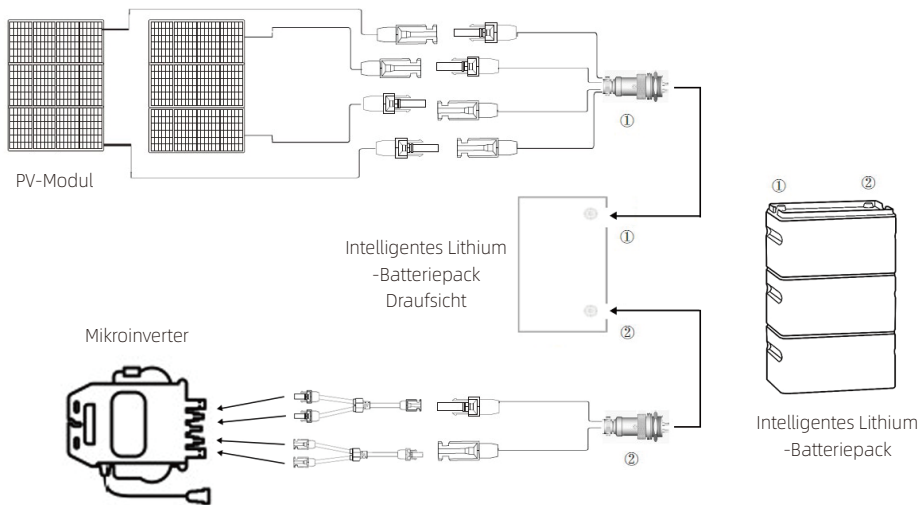 ①
PV-Modul
① ②
①
Intelligentes Lithium
-Batteriepack
Draufsicht
②
Mikroinverter
Intelligentes Lithium
-Batteriepack
②